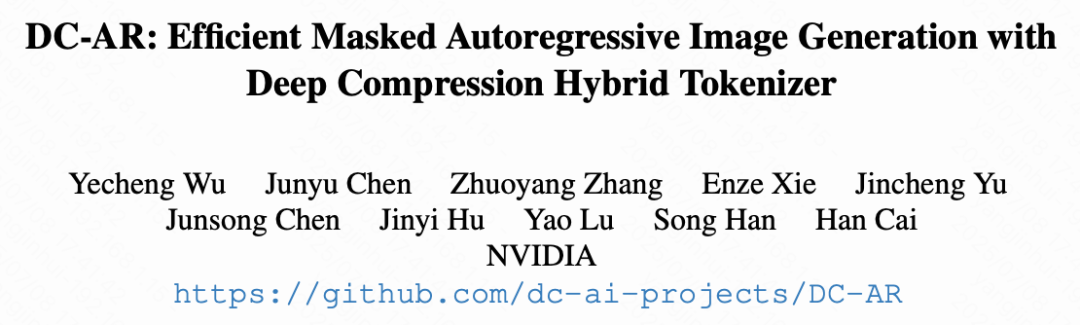 DC-AR: Efficient Masked Autoregressive Image Generation with
Deep Compression Hybrid Tokenizer
Yecheng Wu Junyu Chen Zhuoyang Zhang Enze Xie Jincheng Yu
Junsong Chen Jinyi Hu Yao Lu Song Han Han Cai
NVIDIA
https://github.com/dc-ai-projects/DC-AR